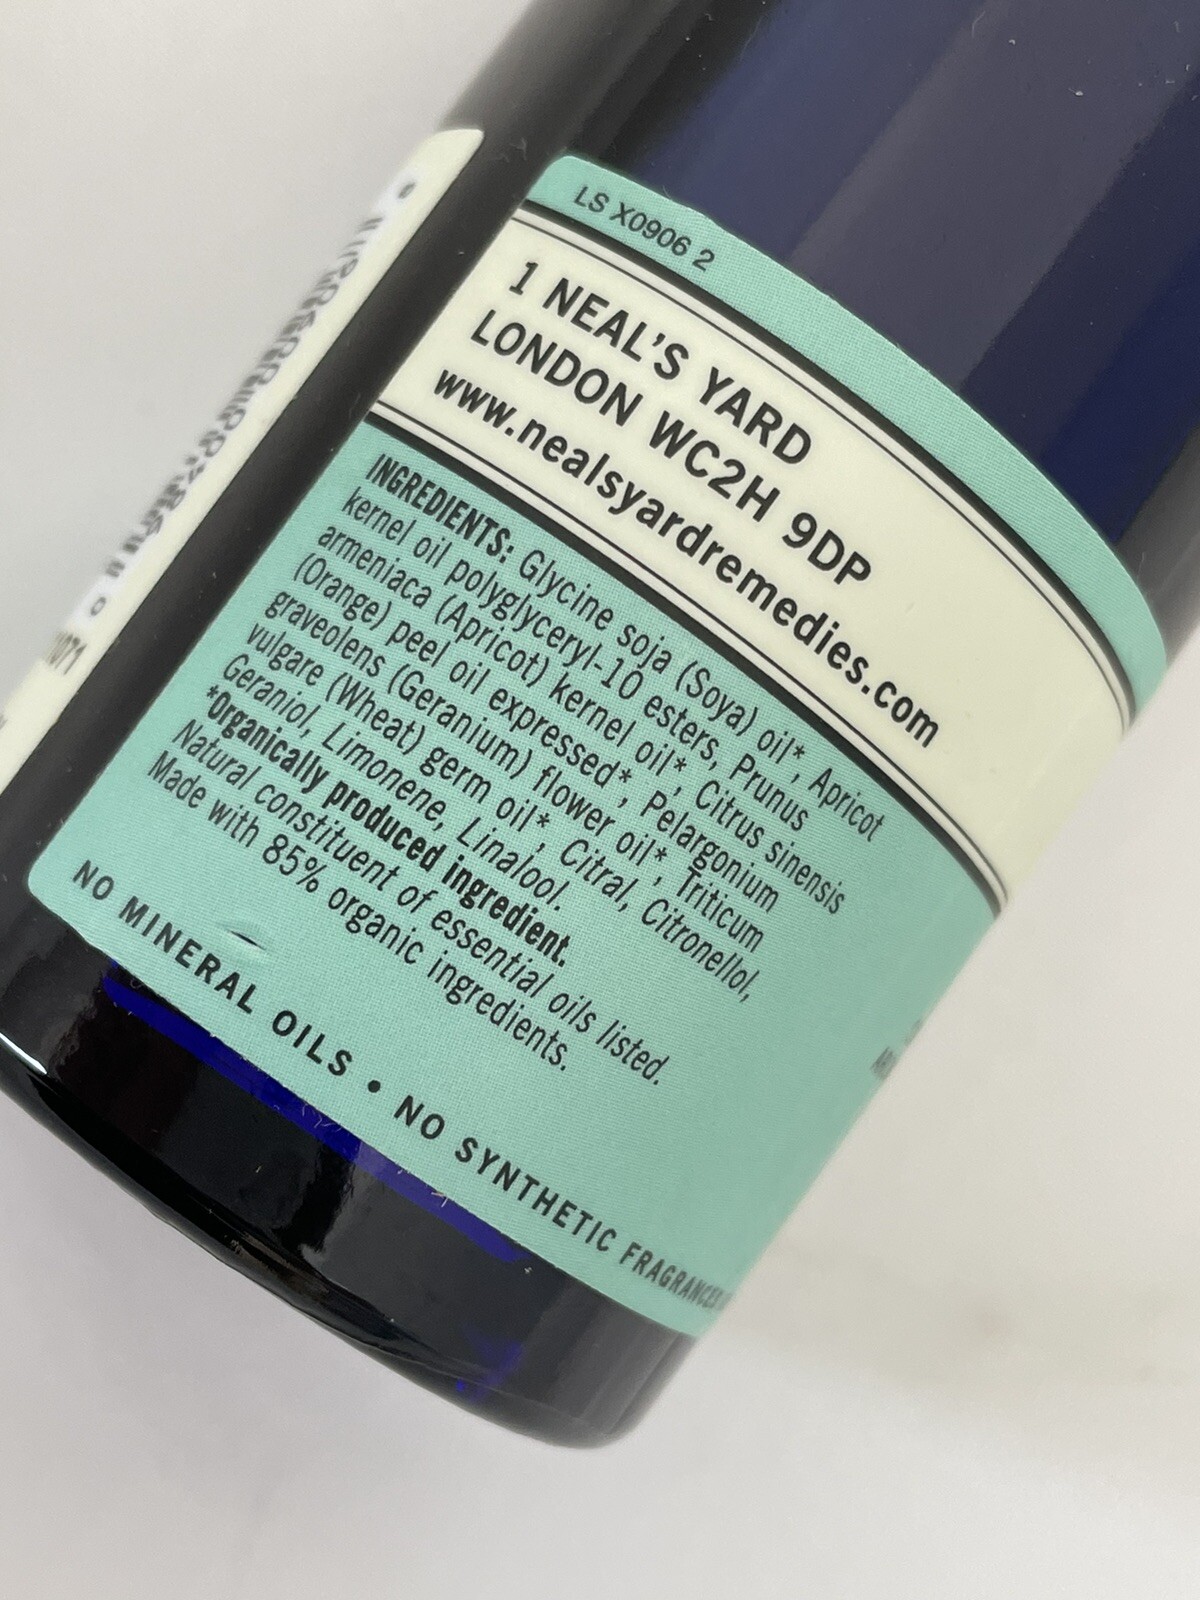 LS X0906 2
1 NEAL'S YARD
LONDON WC2H 9DP
www.nealsyardremedies.com
INGREDIENTS: Glycine soja (Soya) oil*, Apricot
kernel oil polyglyceryl-10 esters, Prunus
armeniaca (Apricot) kernel oil*, Citrus sinensis
(Orange) peel oil expressed*, Pelargonium
graveolens (Geranium) flower oil*, Triticum
vulgare (Wheat) germ oil*, Citral, Citronellol,
Geraniol, Limonene, Linalool.
*Organically produced ingredient.
Natural constituent of essential oils listed.
Made with 85% organic ingredients.
NO MINERAL OILS • NO SYNTHETIC FRAGRANCES